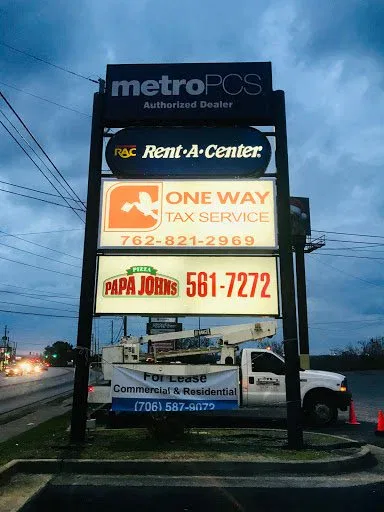 metroPCS
Authorized Dealer
RAC Rent-A-Center
ONE WAY
TAX SERVICE
762-821-2969
PIZZA
PAPA JOHNS 561-7272
For Lease
Commercial & Residential
(706) 587-9072